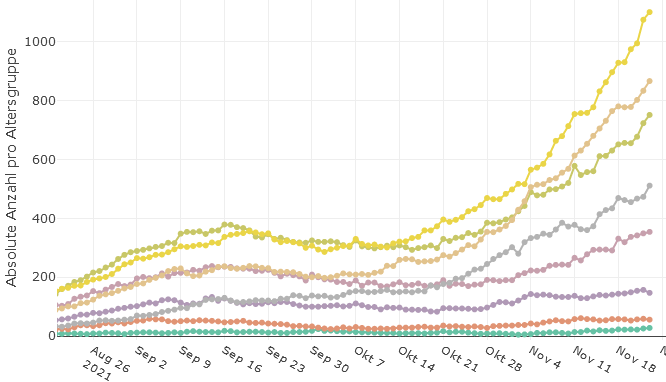 Absolute Anzahl pro Altersgruppe
1000
800
600
400
200
0
Aug 26
2021
Sep 2
Sep 9
Sep 16
Sep 23
Sep 30
Okt 7
Okt 14
Okt 21
Okt 28
Nov 4
Nov 11
Nov 18